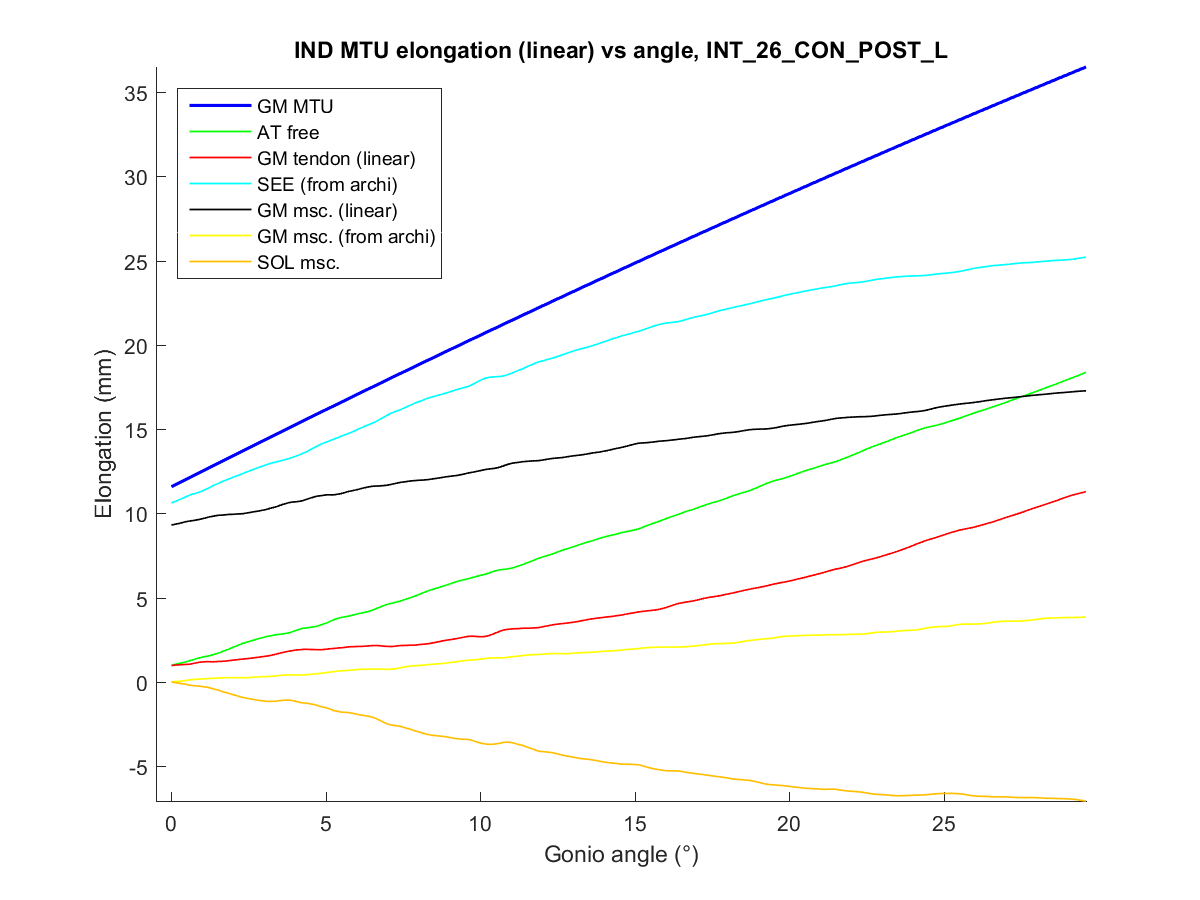 IND MTU elongation (linear) vs angle, INT_26_CON_POST_L
GM MTU
AT free
GM tendon (linear)
SEE (from archi)
GM msc. (linear)
GM msc. (from archi)
SOL msc.
35
30
25
20
15
10
5
0
-5
Elongation (mm)
0 5 10 15 20 25
Gonio angle (°)